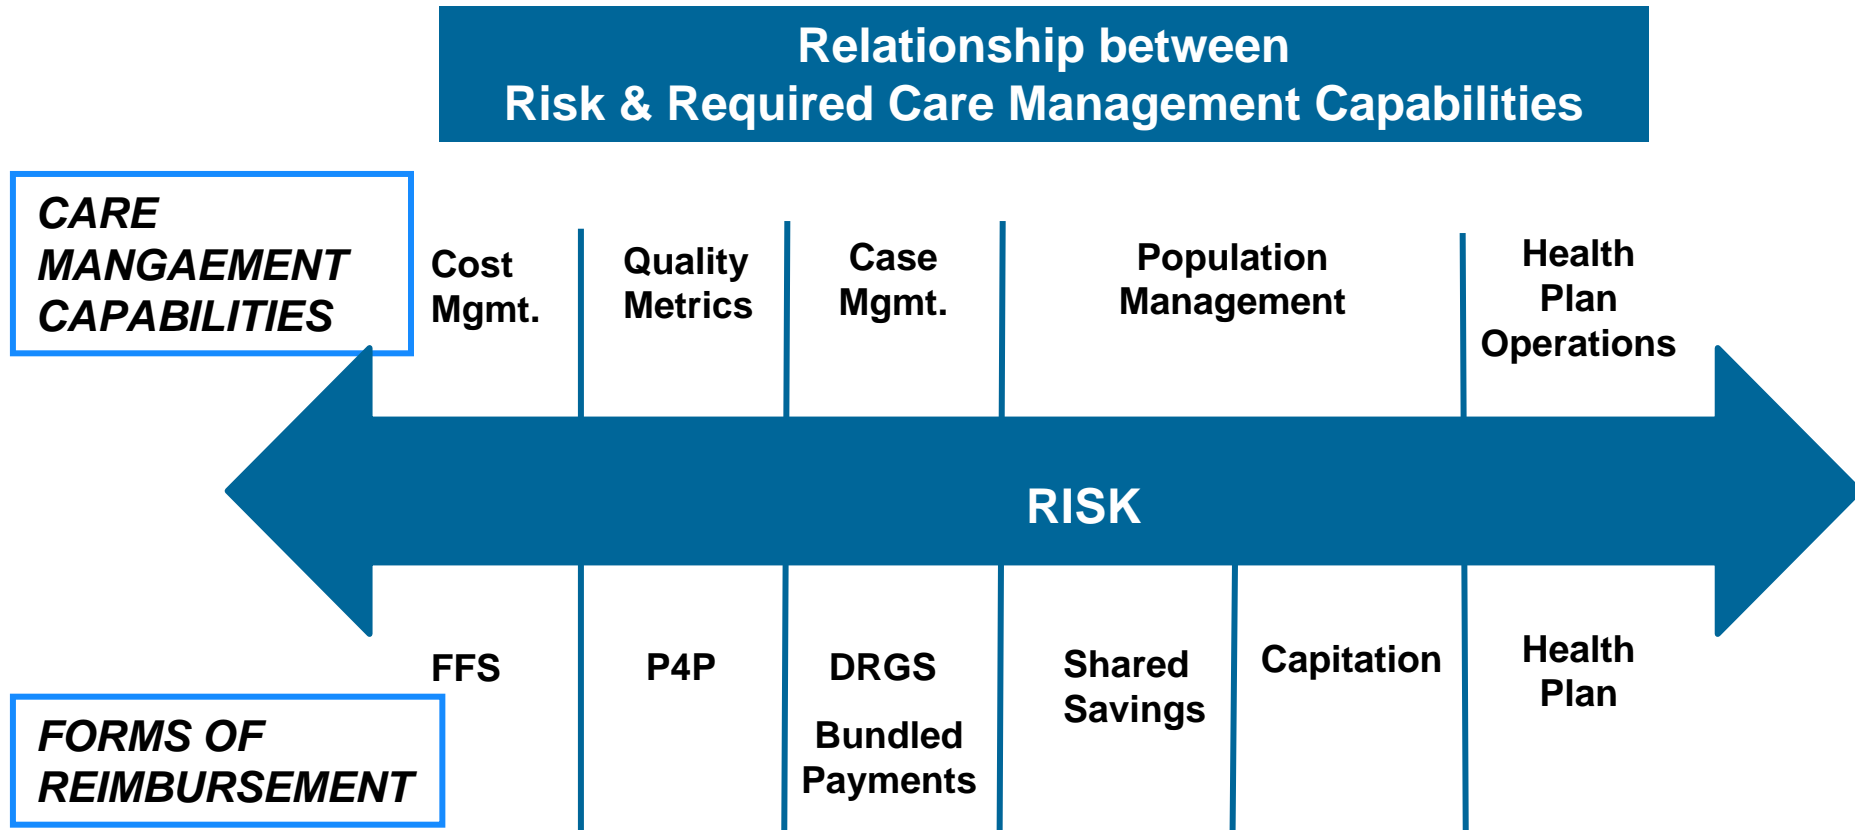 Relationship between
Risk & Required Care Management Capabilities
CARE
MANGAEMENT
CAPABILITIES
Cost
Mgmt.
Quality
Metrics
Case
Mgmt.
Population
Management
Health
Plan
Operations
RISK
FFS
P4P
DRGS
Bundled
Payments
Shared
Savings
Capitation
Health
Plan
FORMS OF
REIMBURSEMENT